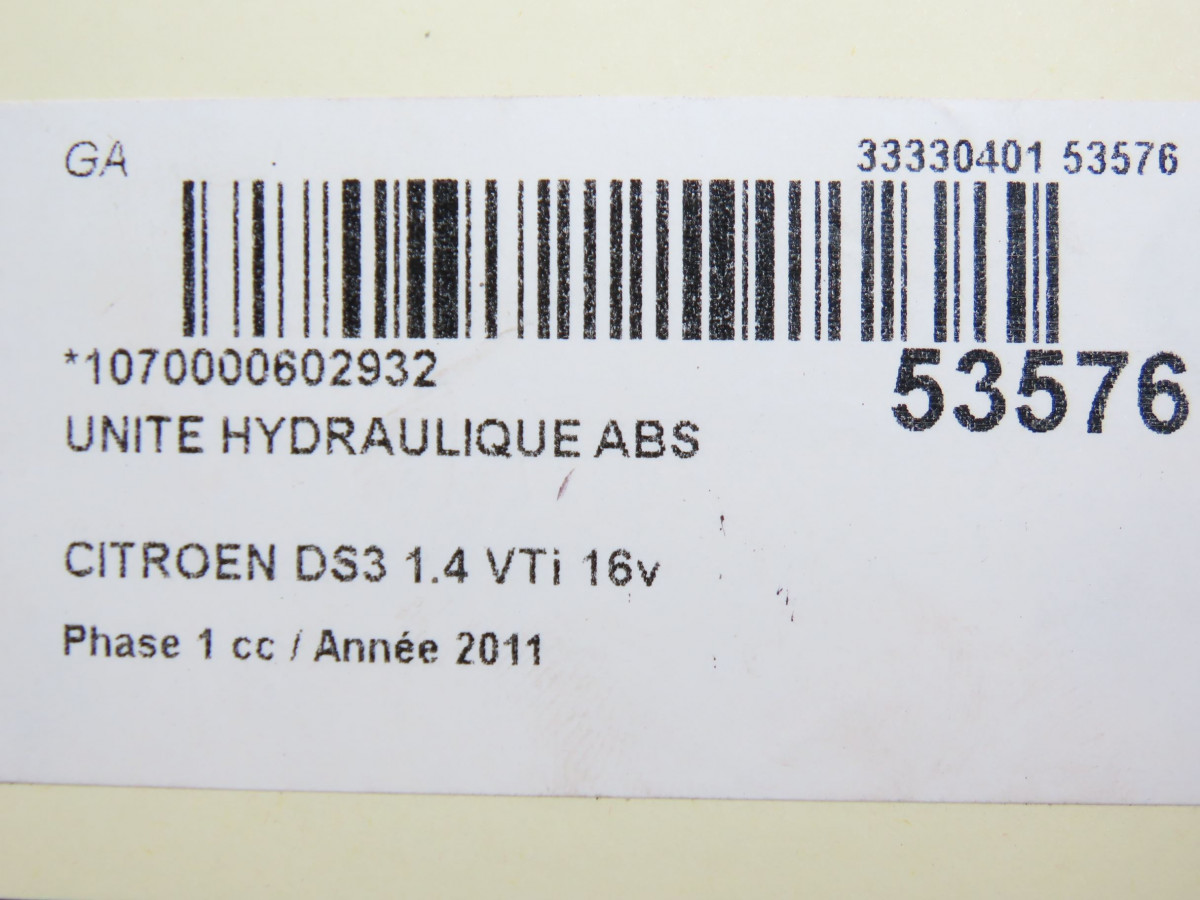 GA
33330401 53576
*1070000602932
53576
UNITE HYDRAULIQUE ABS
CITROEN DS3 1.4 VTi 16v
Phase 1 cc / Année 2011